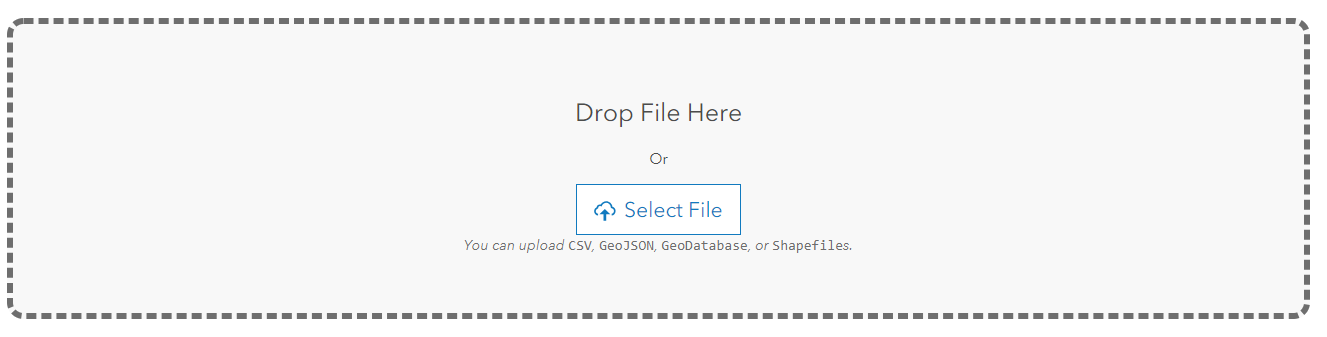 Drop File Here
Or
Select File
You can upload CSV, GeoJSON, GeoDatabase, or Shapefiles.